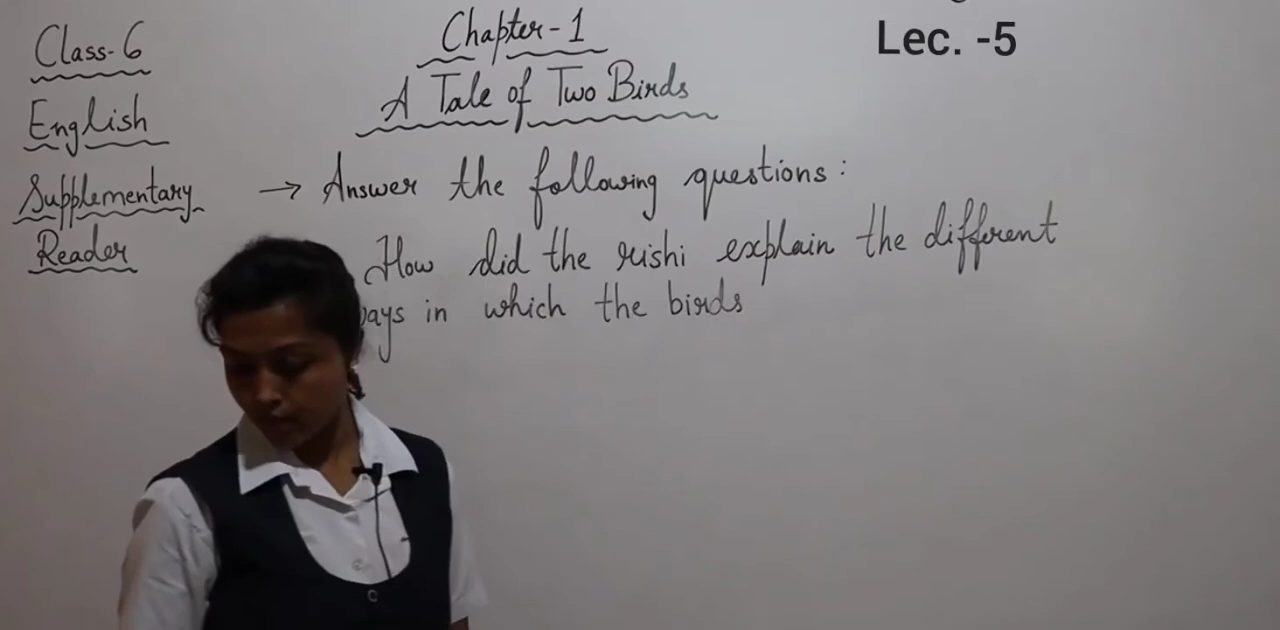 Class-6
English
Supplementary
Reader
Chapter-1
A Tale of Two Birds
Lec. -5
→ Answer the following questions:
How did the rishi explain the different
in which the birds